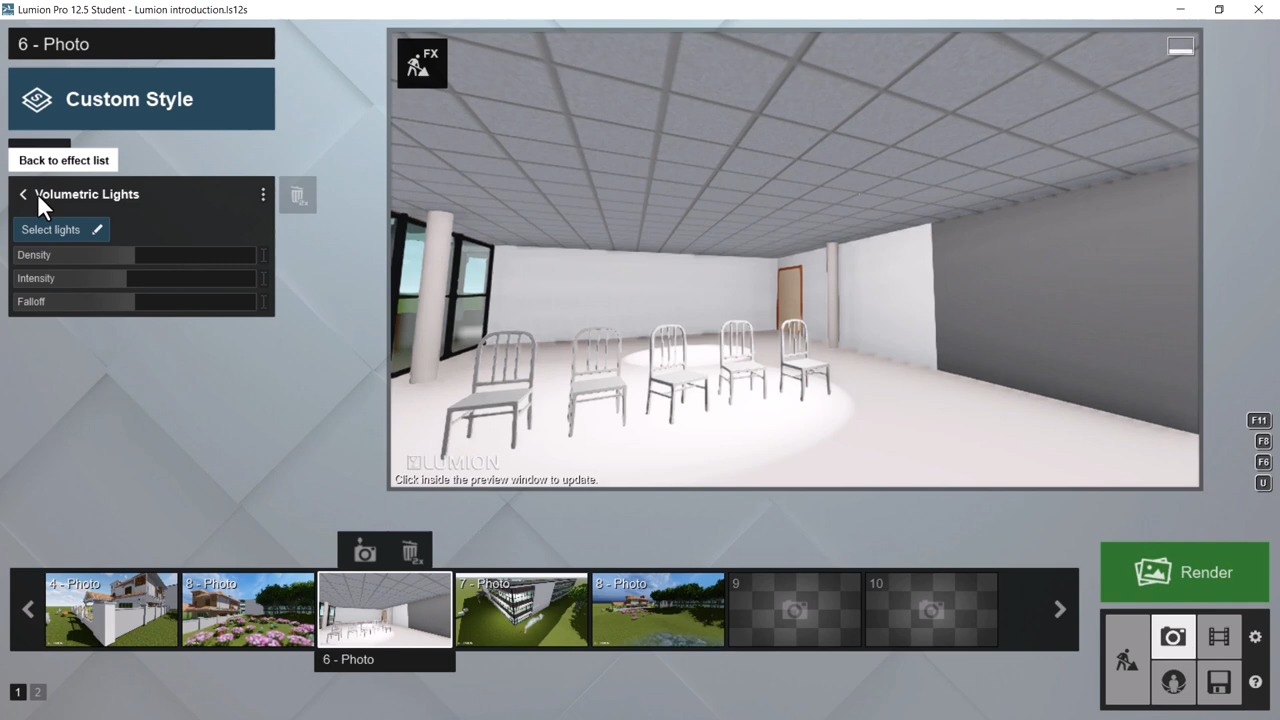 Lumion Pro 12.5 Student - Lumion introduction.ls12s
6 - Photo
FX
Custom Style
Back to effect list
Volumetric Lights
2x
Select lights
Density
Intensity
Falloff
LUMION
Click inside the preview window to update.
F11
F8
F6
U
2x
4 - Photo
8 - Photo
7 - Photo
8 - Photo
9
10
6 - Photo
Render
1 2